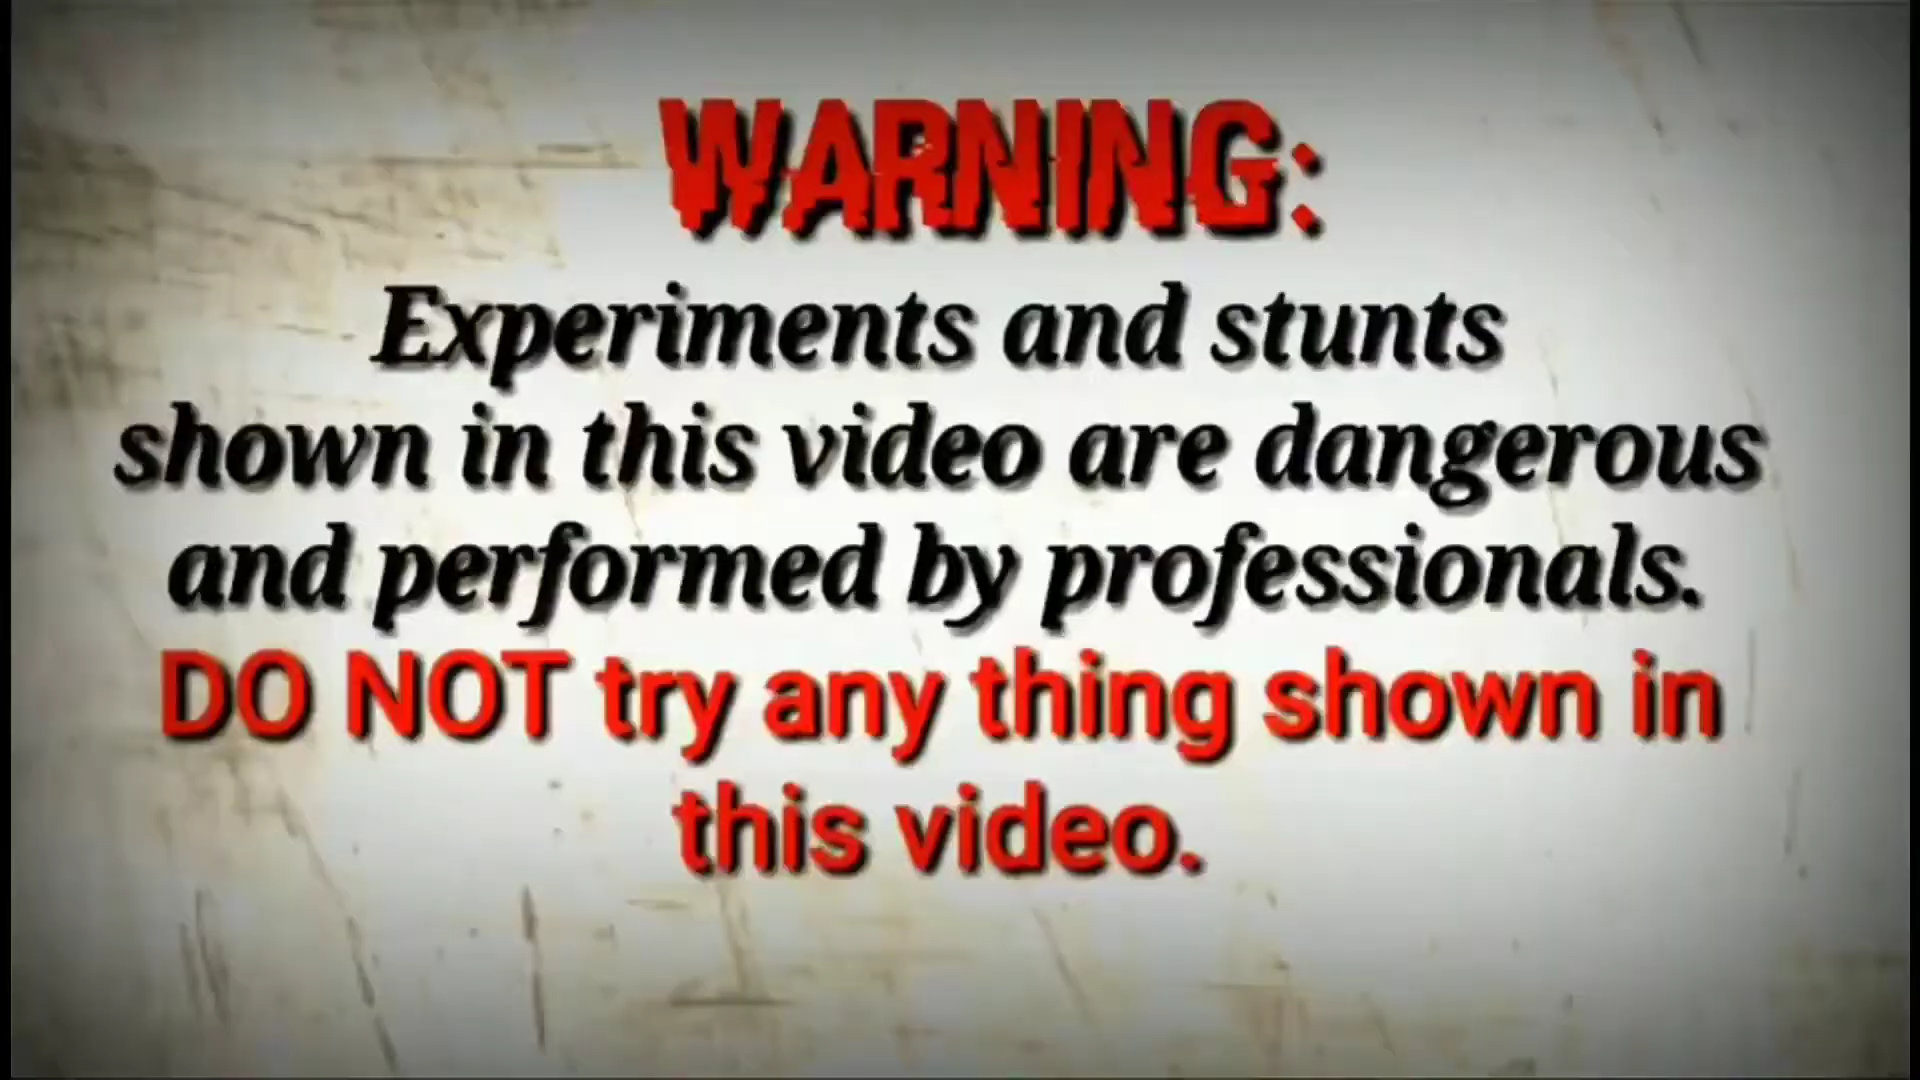 WARNING:
Experiments and stunts
shown in this video are dangerous
and performed by professionals.
DO NOT try any thing shown in
this video.